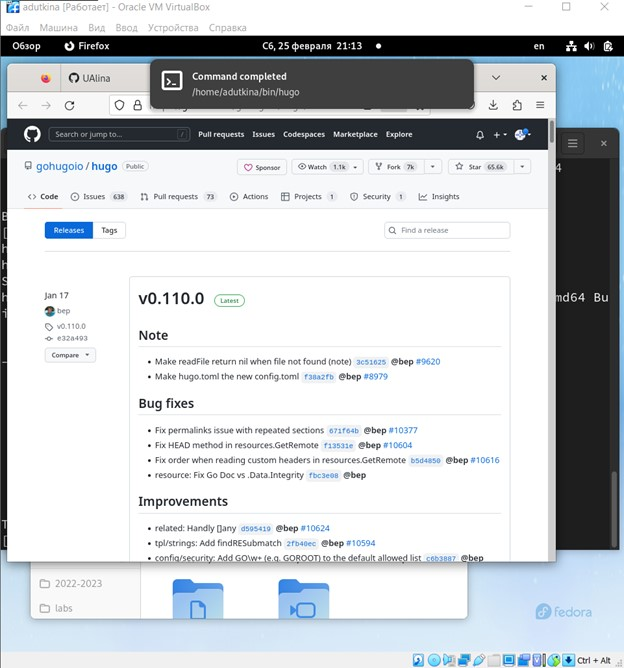 adutkina [Работает] - Oracle VM VirtualBox
Файл Машина Вид Ввод Устройства Справка
Обзор Firefox Сб, 25 февраля 21:13 en
UAlina
Command completed
/home/adutkina/bin/hugo
Search or jump to... / Pull requests Issues Codespaces Marketplace Explore
gohugoio / hugo Public
Sponsor Watch 1.1k Fork 7k Star 65.6k
Code Issues 638 Pull requests 73 Actions Projects 1 Security 1 Insights
Releases Tags Find a release
Jan 17
bep
v0.110.0
e32a493
Compare
v0.110.0 Latest
Note
Make readFile return nil when file not found (note) 3c51625 @bep #9620
Make hugo.toml the new config.toml f38a2fb @bep #8979
Bug fixes
Fix permalinks issue with repeated sections 671f64b @bep #10377
Fix HEAD method in resources.GetRemote f13531e @bep #10604
Fix order when reading custom headers in resources.GetRemote b5d4850 @bep #10616
resource: Fix Go Doc vs .Data.Integrity fbc3e08 @bep
Improvements
related: Handly []any d595419 @bep #10624
tpl/strings: Add findRESubmatch 2fb40ec @bep #10594
config/security: Add GO\w+ (e.g. GOROOT) to the default allowed list c6b3887 @bep
md64 Bu
2022-2023
labs
fedora
Ctrl + Alt